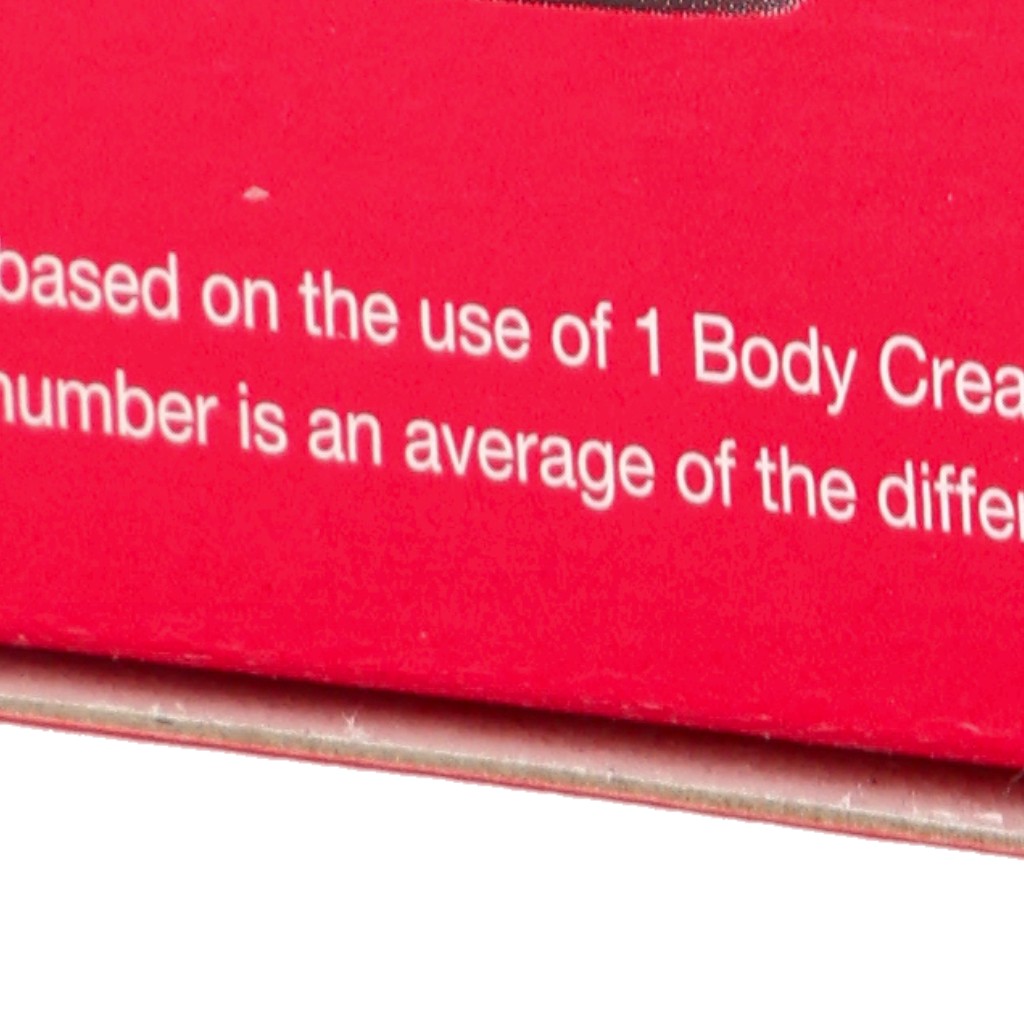 based on the use of 1 Body Crea
number is an average of the differ